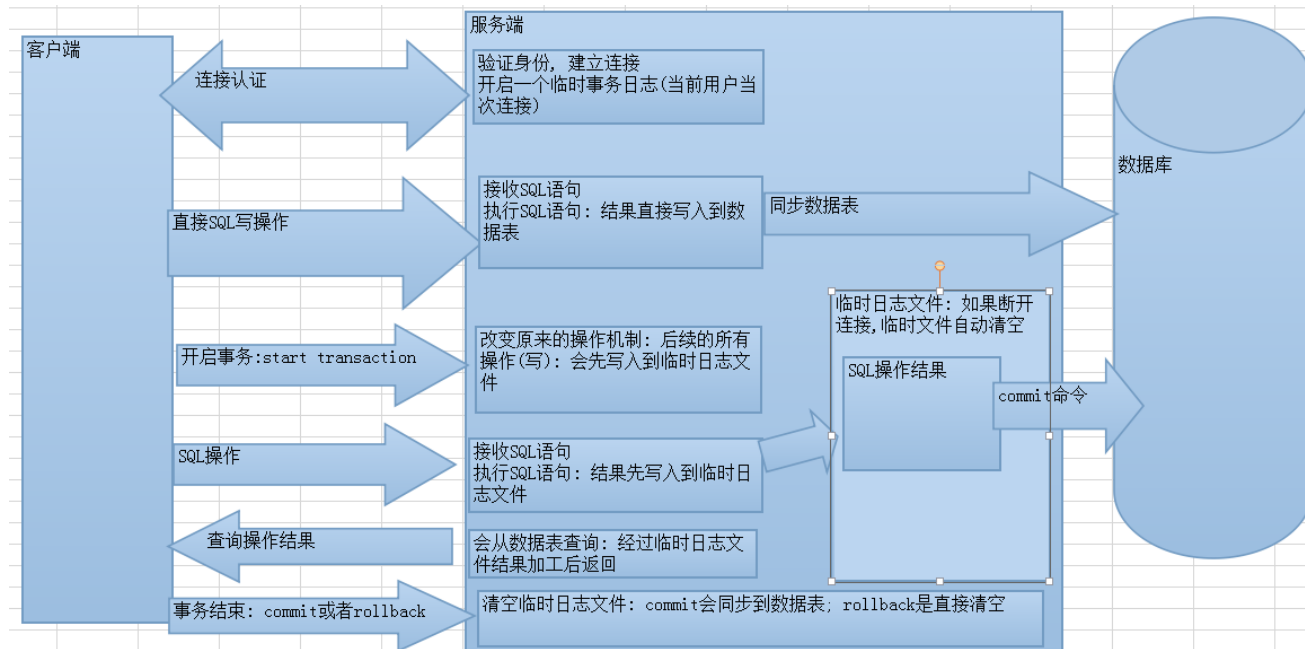 客户端
服务端
连接认证
验证身份, 建立连接
开启一个临时事务日志(当前用户当
次连接)
数据库
直接SQL写操作
接收SQL语句
执行SQL语句: 结果直接写入到数
据表
同步数据表
临时日志文件: 如果断开
连接,临时文件自动清空
开启事务:start transaction
改变原来的操作机制: 后续的所有
操作(写): 会先写入到临时日志文
件
SQL操作结果
commit命令
SQL操作
接收SQL语句
执行SQL语句: 结果先写入到临时日
志文件
查询操作结果
会从数据表查询: 经过临时日志文
件结果加工后返回
事务结束: commit或者rollback
清空临时日志文件: commit会同步到数据表; rollback是直接清空